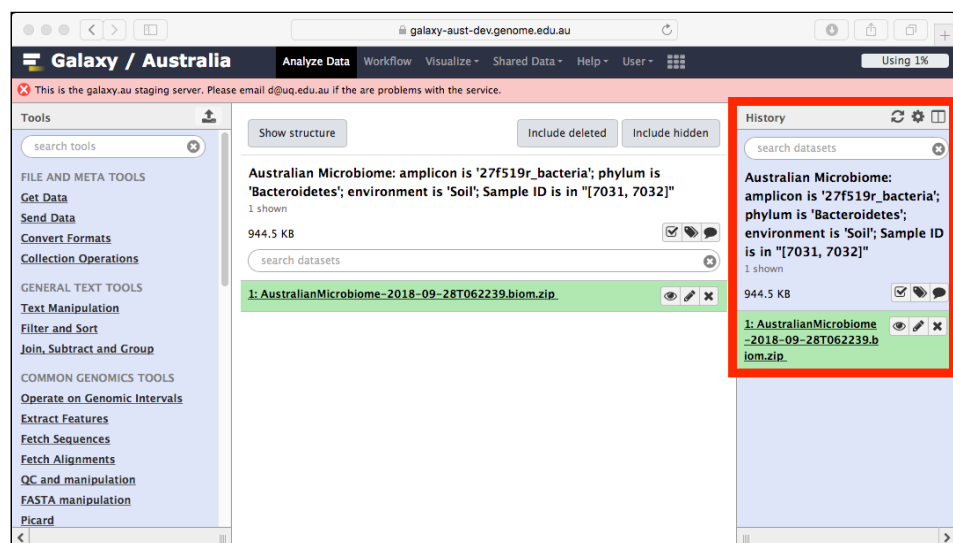 galaxy-aust-dev.genome.edu.au
Galaxy / Australia
Analyze Data Workflow Visualize Shared Data Help User
Using 1%
This is the galaxy.au staging server. Please email d@uq.edu.au if the are problems with the service.
Tools
search tools
FILE AND META TOOLS
Get Data
Send Data
Convert Formats
Collection Operations
GENERAL TEXT TOOLS
Text Manipulation
Filter and Sort
Join, Subtract and Group
COMMON GENOMICS TOOLS
Operate on Genomic Intervals
Extract Features
Fetch Sequences
Fetch Alignments
QC and manipulation
FASTA manipulation
Picard
Show structure
Include deleted
Include hidden
Australian Microbiome: amplicon is '27f519r_bacteria'; phylum is
'Bacteroidetes'; environment is 'Soil'; Sample ID is in "[7031, 7032]"
1 shown
944.5 KB
search datasets
1: AustralianMicrobiome-2018-09-28T062239.biom.zip
History
search datasets
Australian Microbiome:
amplicon is '27f519r_bacteria';
phylum is 'Bacteroidetes';
environment is 'Soil'; Sample ID
is in "[7031, 7032]"
1 shown
944.5 KB
1: AustralianMicrobiome
-2018-09-28T062239.b
iom.zip